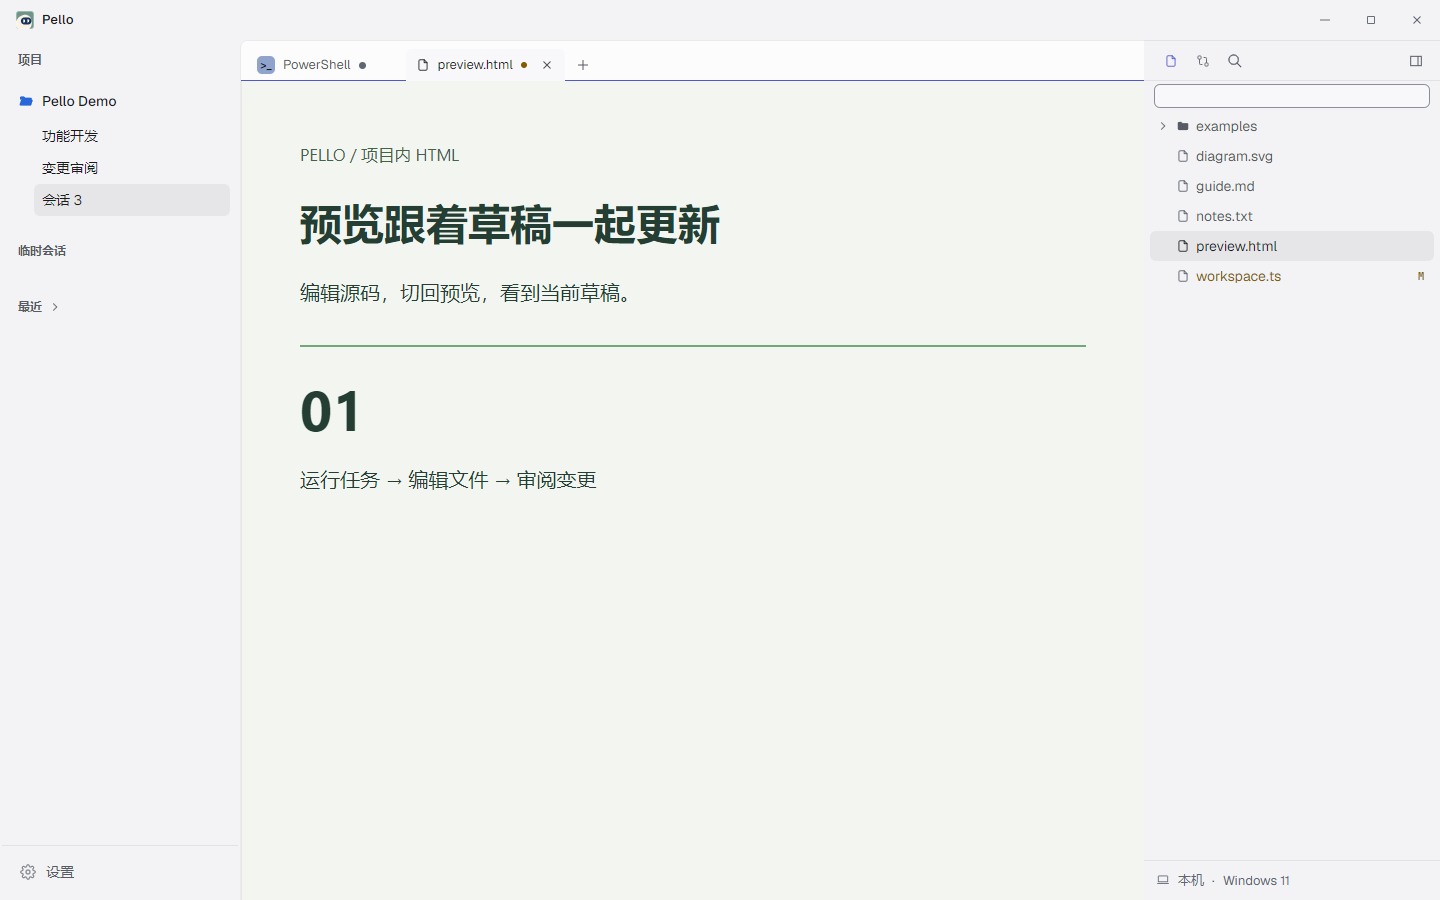 Pello
项目
Pello Demo
功能开发
变更审阅
会话 3
临时会话
最近
设置
PowerShell
preview.html
PELLO / 项目内 HTML
预览跟着草稿一起更新
编辑源码，切回预览，看到当前草稿。
01
运行任务 → 编辑文件 → 审阅变更
examples
diagram.svg
guide.md
notes.txt
preview.html
workspace.ts M
本机 · Windows 11